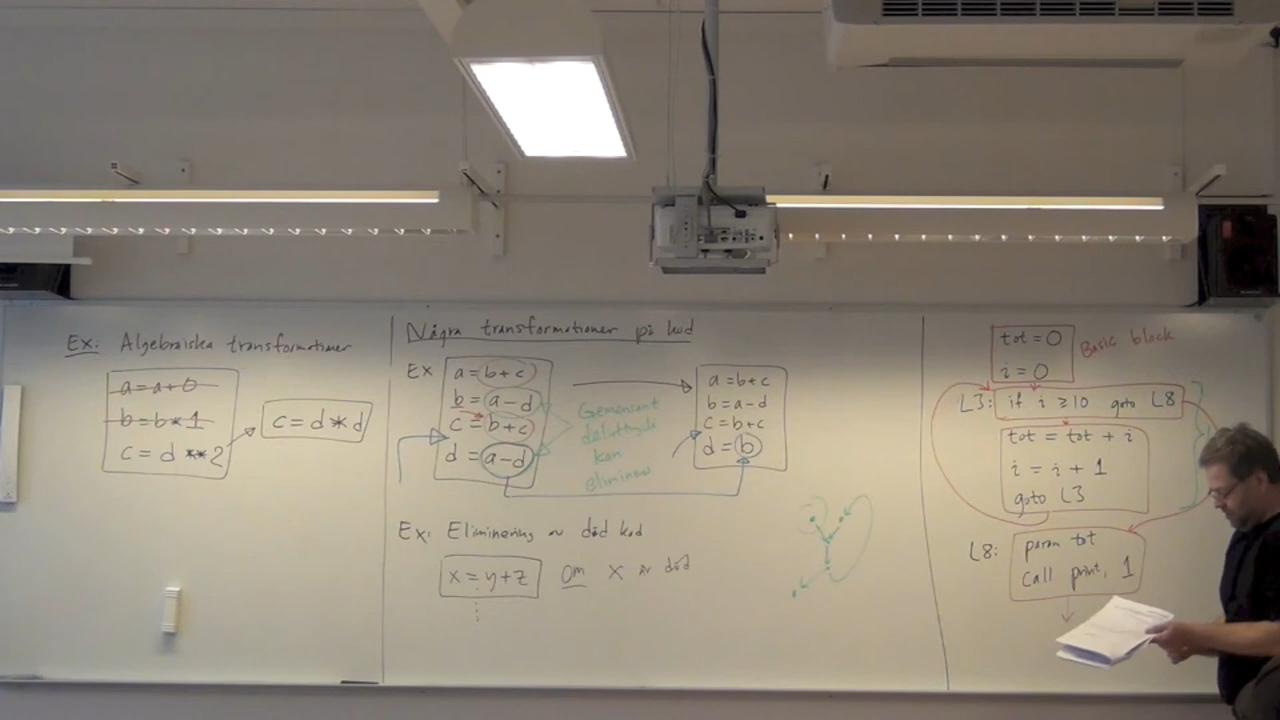 Ex: Algebraiska transformationer
a = a + 0
b = b * 1
c = d ** 2
c = d * d
Några transformationer på kod
Ex
a = b + c
b = a - d
c = b + c
d = a - d
Gemensamt
deluttryck
kan
elimineras
a = b + c
b = a - d
c = b + c
d = b
Ex: Eliminering av död kod
x = y + z om x är död
tot = 0
i = 0
Basic block
L3: if i ≥ 10 goto L8
tot = tot + i
i = i + 1
goto L3
L8: param tot
call print, 1